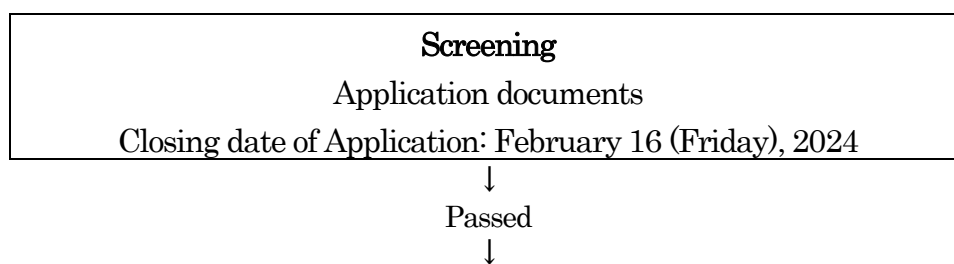 Screening
Application documents
Closing date of Application: February 16 (Friday), 2024
↓
Passed
↓